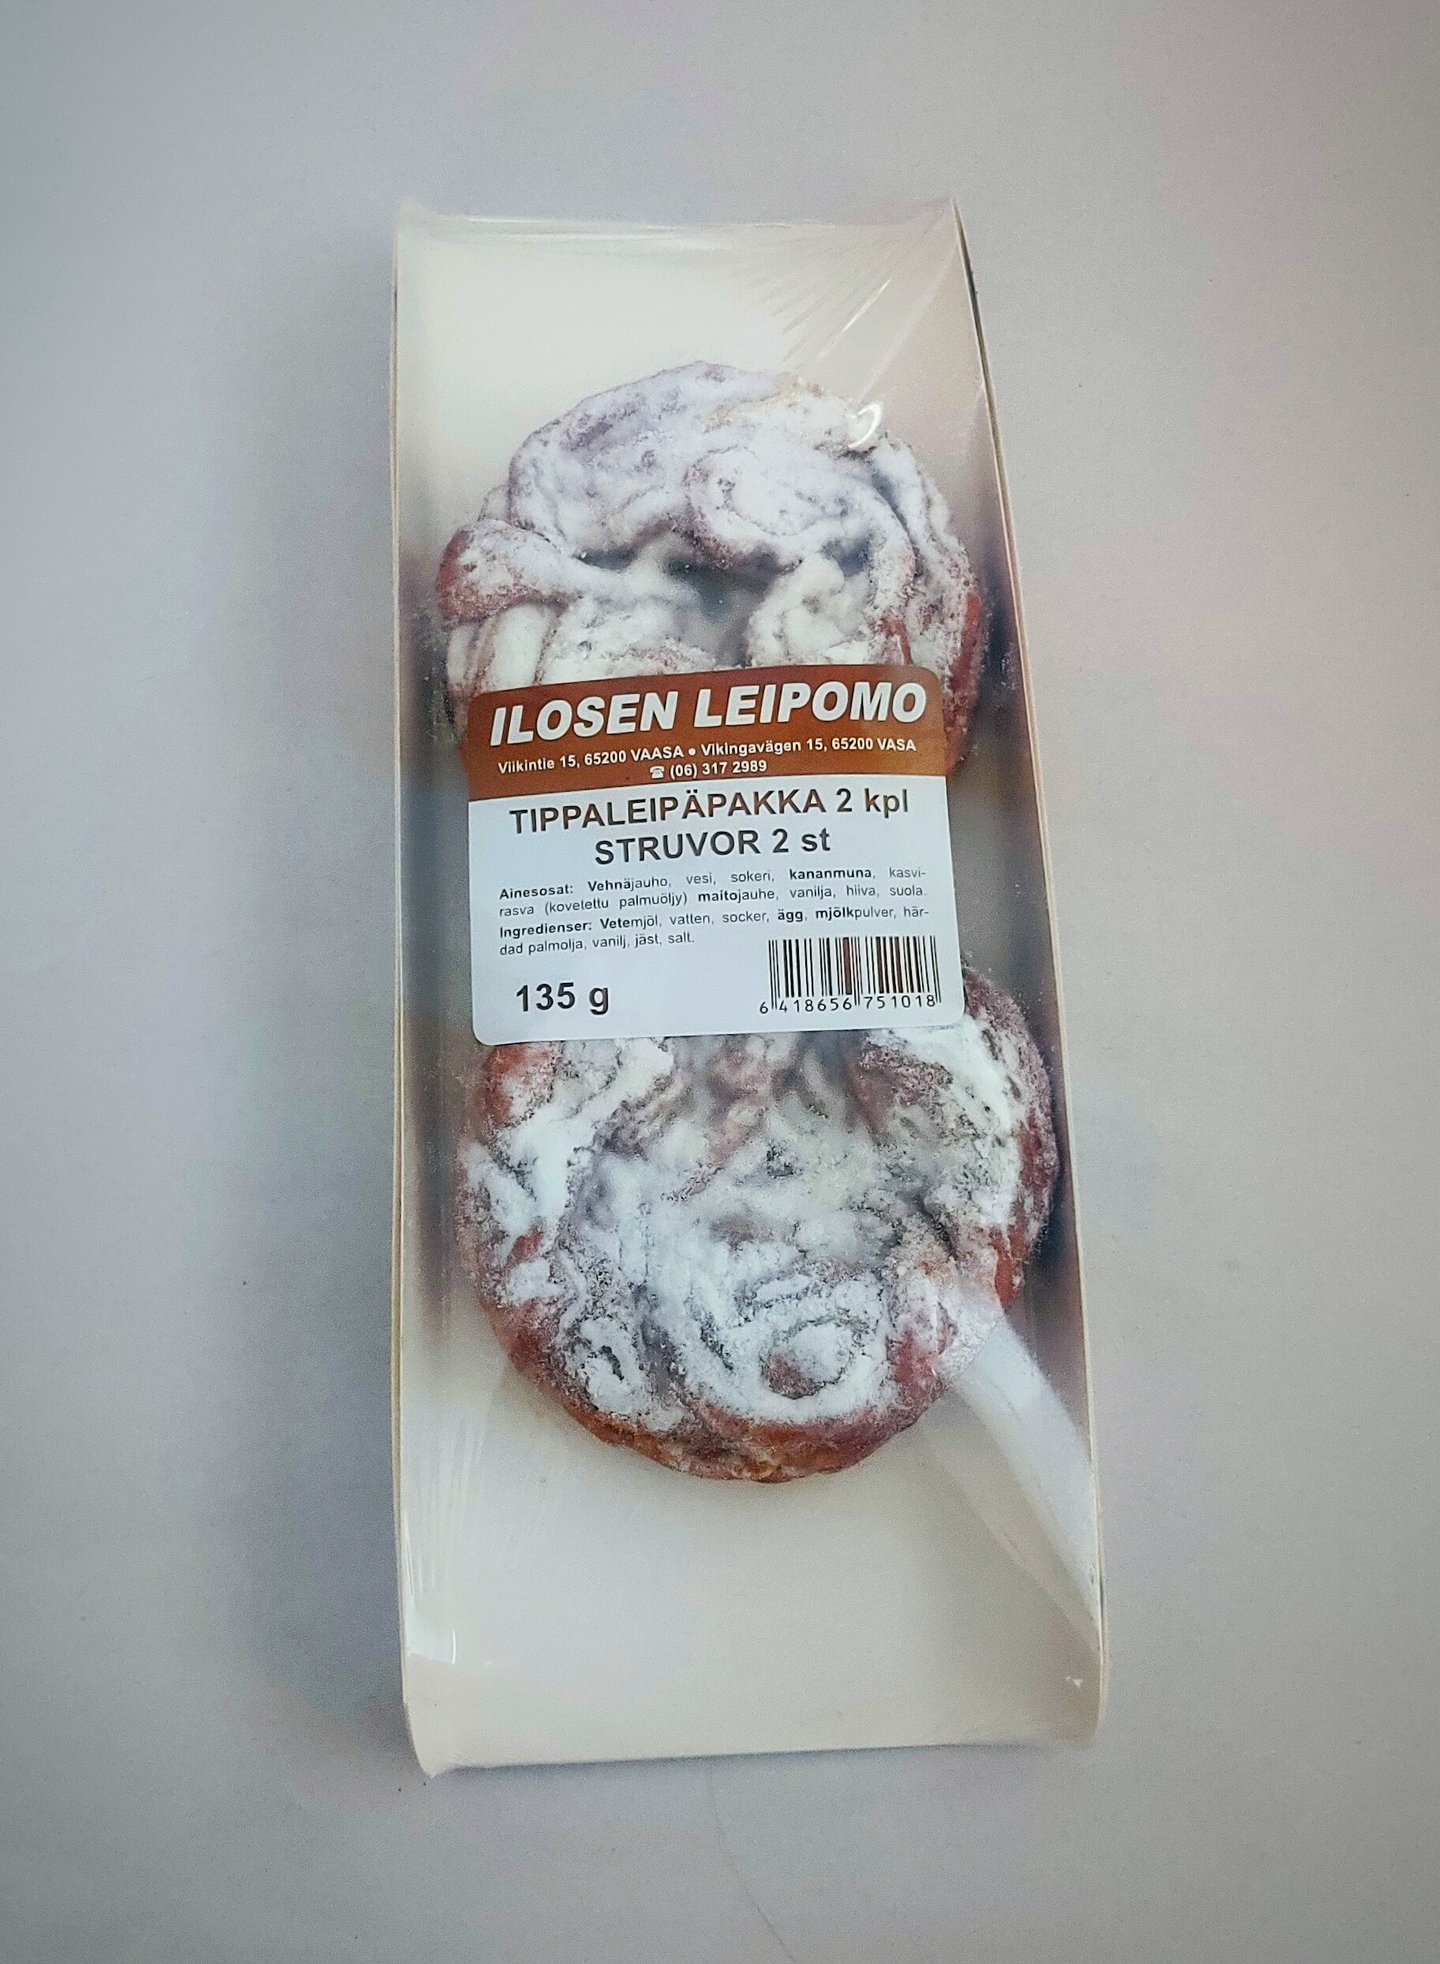 ILOSEN LEIPOMO
Viikintie 15, 65200 VAASA ● Vikingavägen 15, 65200 VASA
☎ (06) 317 2989
TIPPALEIPÄPAKKA 2 kpl
STRUVOR 2 st
Ainesosat: Vehnäjauho, vesi, sokeri, kananmuna, kasvi-
rasva (kovetettu palmuöljy) maitojauhe, vanilja, hiiva, suola.
Ingredienser: Vetemjöl, vatten, socker, ägg, mjölkpulver, här-
dad palmolja, vanilj, jäst, salt.
135 g
6 418656 751018